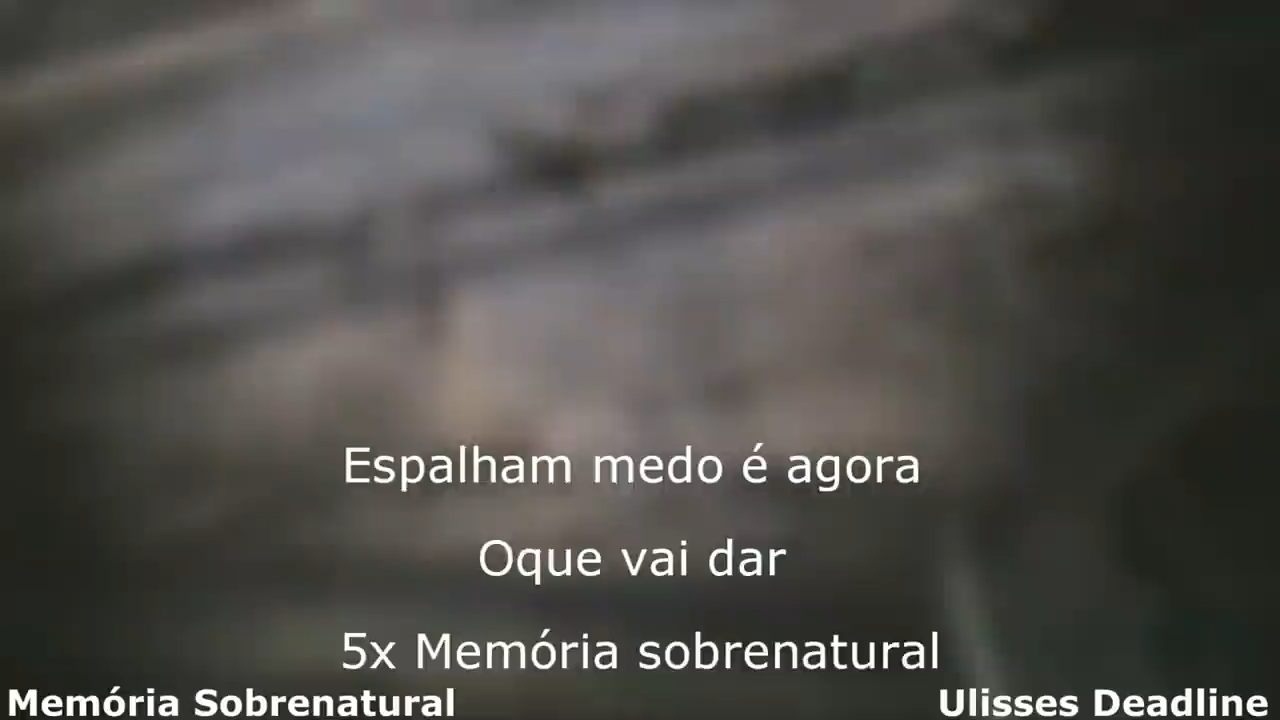 Espalham medo é agora
Oque vai dar
5x Memória sobrenatural
Memória Sobrenatural
Ulisses Deadline